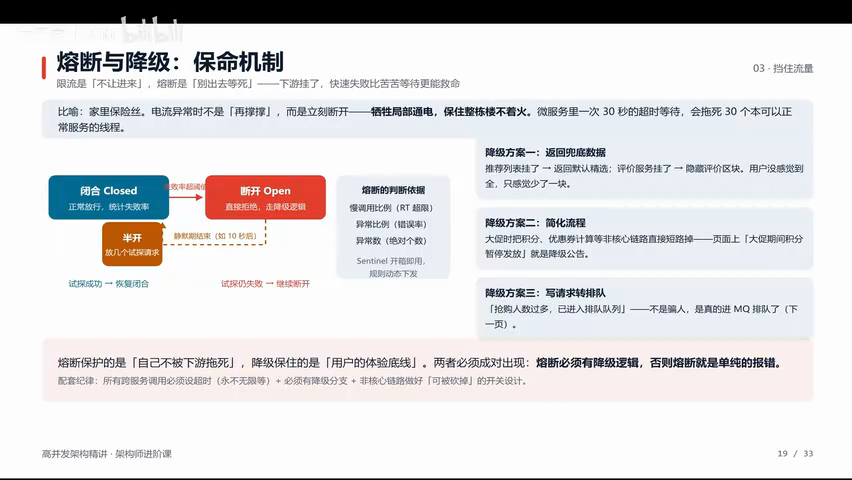 bilibili
熔断与降级：保命机制
限流是「不让进来」，熔断是「别出去等死」——下游挂了，快速失败比苦苦等待更能救命
03 · 挡住流量
比喻：家里保险丝。电流异常时不是「再撑撑」，而是立刻断开——牺牲局部通电，保住整栋楼不着火。微服务里一次 30 秒的超时等待，会拖死 30 个本可以正
常服务的线程。
闭合 Closed
正常放行，统计失败率
失败率超阈值
断开 Open
直接拒绝，走降级逻辑
半开
放几个试探请求
静默期结束（如 10 秒后）
试探成功 → 恢复闭合
试探仍失败 → 继续断开
熔断的判断依据
慢调用比例（RT 超限）
异常比例（错误率）
异常数（绝对个数）
Sentinel 开箱即用，
规则动态下发
降级方案一：返回兜底数据
推荐列表挂了 → 返回默认精选；评价服务挂了 → 隐藏评价区块。用户没感觉到
全，只感觉少了一块。
降级方案二：简化流程
大促时把积分、优惠券计算等非核心链路直接短路掉——页面上「大促期间积分
暂停发放」就是降级公告。
降级方案三：写请求转排队
「抢购人数过多，已进入排队队列」——不是骗人，是真的进 MQ 排队了（下
一页）。
熔断保护的是「自己不被下游拖死」，降级保住的是「用户的体验底线」。两者必须成对出现：熔断必须有降级逻辑，否则熔断就是单纯的报错。
配套纪律：所有跨服务调用必须设超时（永不无限等）+ 必须有降级分支 + 非核心链路做好「可被砍掉」的开关设计。
高并发架构精讲 · 架构师进阶课
19 / 33